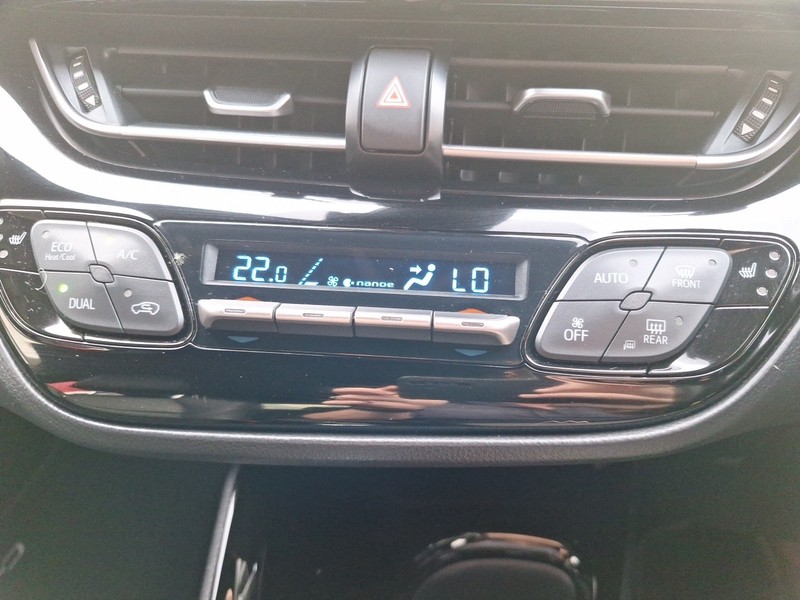 ECO
Heat/Cool
A/C
DUAL
22.0
nanoe
LO
AUTO
FRONT
OFF
REAR